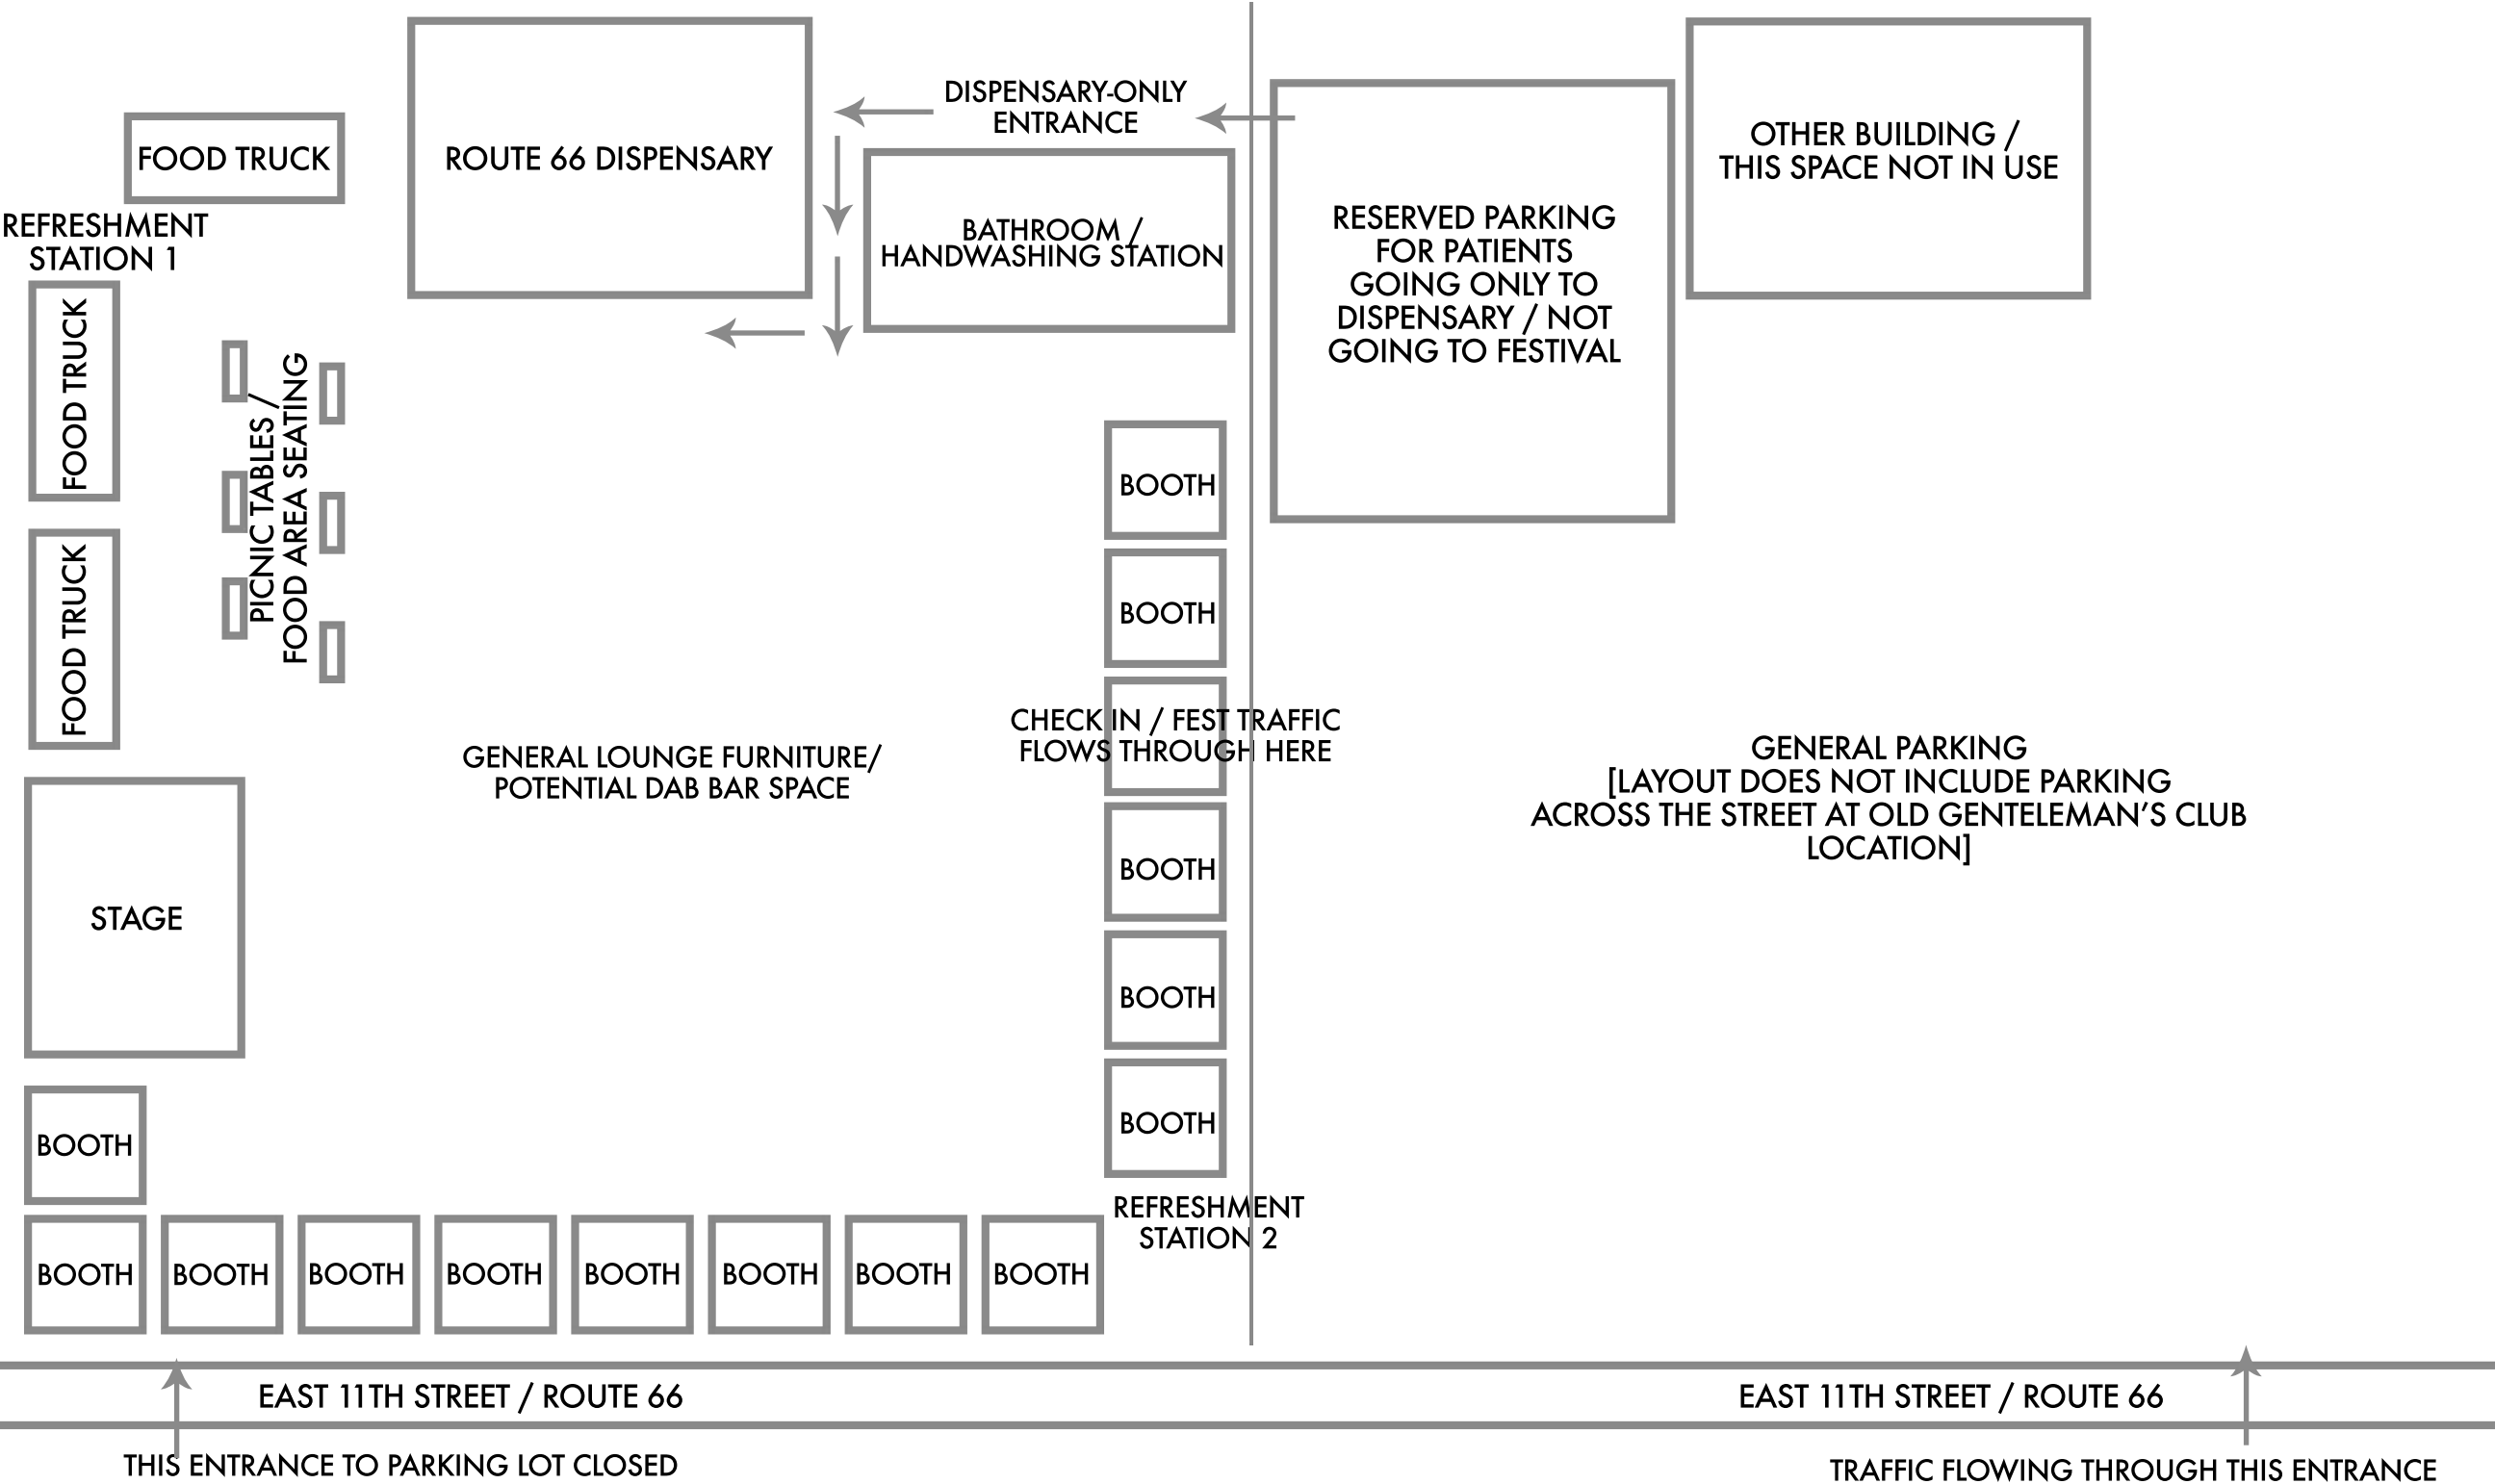 FOOD TRUCK
REFRESHMENT
STATION 1
FOOD TRUCK
FOOD TRUCK
PICNIC TABLES /
FOOD AREA SEATING
ROUTE 66 DISPENSARY
DISPENSARY-ONLY
ENTRANCE
BATHROOM/
HANDWASHING STATION
RESERVED PARKING
FOR PATIENTS
GOING ONLY TO
DISPENSARY/ NOT
GOING TO FESTIVAL
OTHER BUILDING /
THIS SPACE NOT IN USE
BOOTH
BOOTH
CHECK IN / FEST TRAFFIC
FLOWS THROUGH HERE
BOOTH
BOOTH
BOOTH
REFRESHMENT
STATION 2
GENERAL LLOUNGE FURNITURE/
POTENTIAL DAB BAR SPACE
GENERAL PARKING
[LAYOUT DOES NOT INCLUDE PARKING
ACROSS THE STREET AT OLD GENTELEMAN'S CLUB
LOCATION]
STAGE
BOOTH
BOOTH
BOOTH
BOOTH
BOOTH
BOOTH
BOOTH
BOOTH
BOOTH
EAST 11TH STREET / ROUTE 66
EAST 11TH STREET / ROUTE 66
THIS ENTRANCE TO PARKING LOT CLOSED
TRAFFIC FLOWING THROUGH THIS ENTRANCE